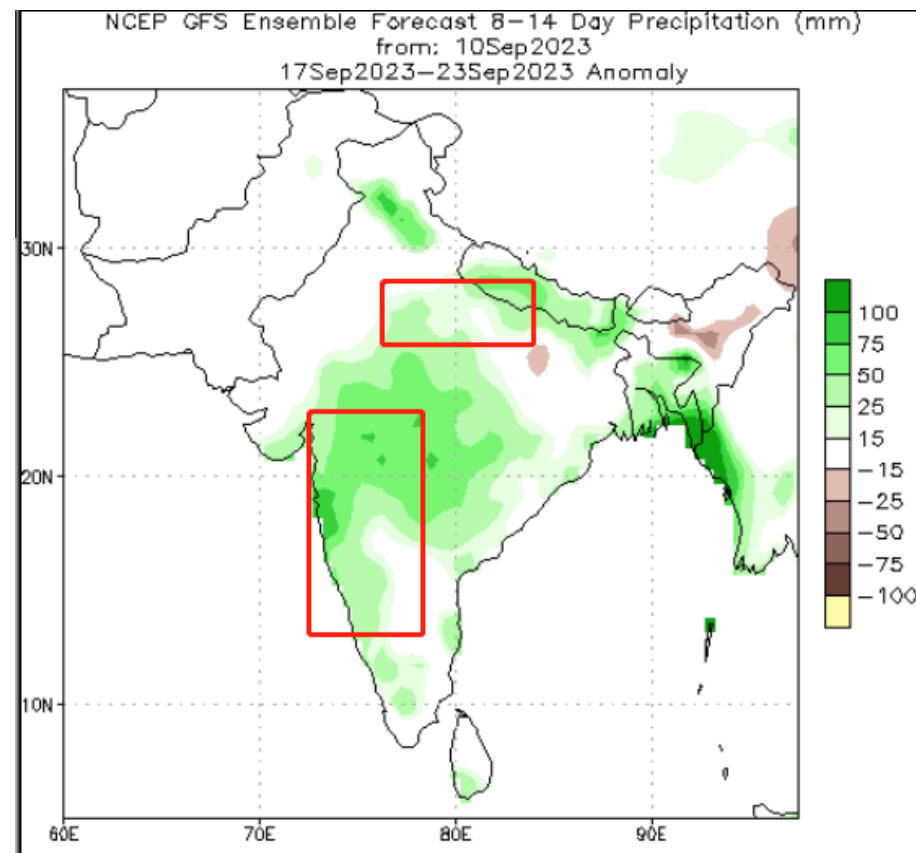 NCEP GFS Ensemble Forecast 8-14 Day Precipitation (mm)
from: 10Sep2023
17Sep2023-23Sep2023 Anomaly
30N
20N
10N
60E
70E
80E
90E
100
75
50
25
15
-15
-25
-50
-75
-100